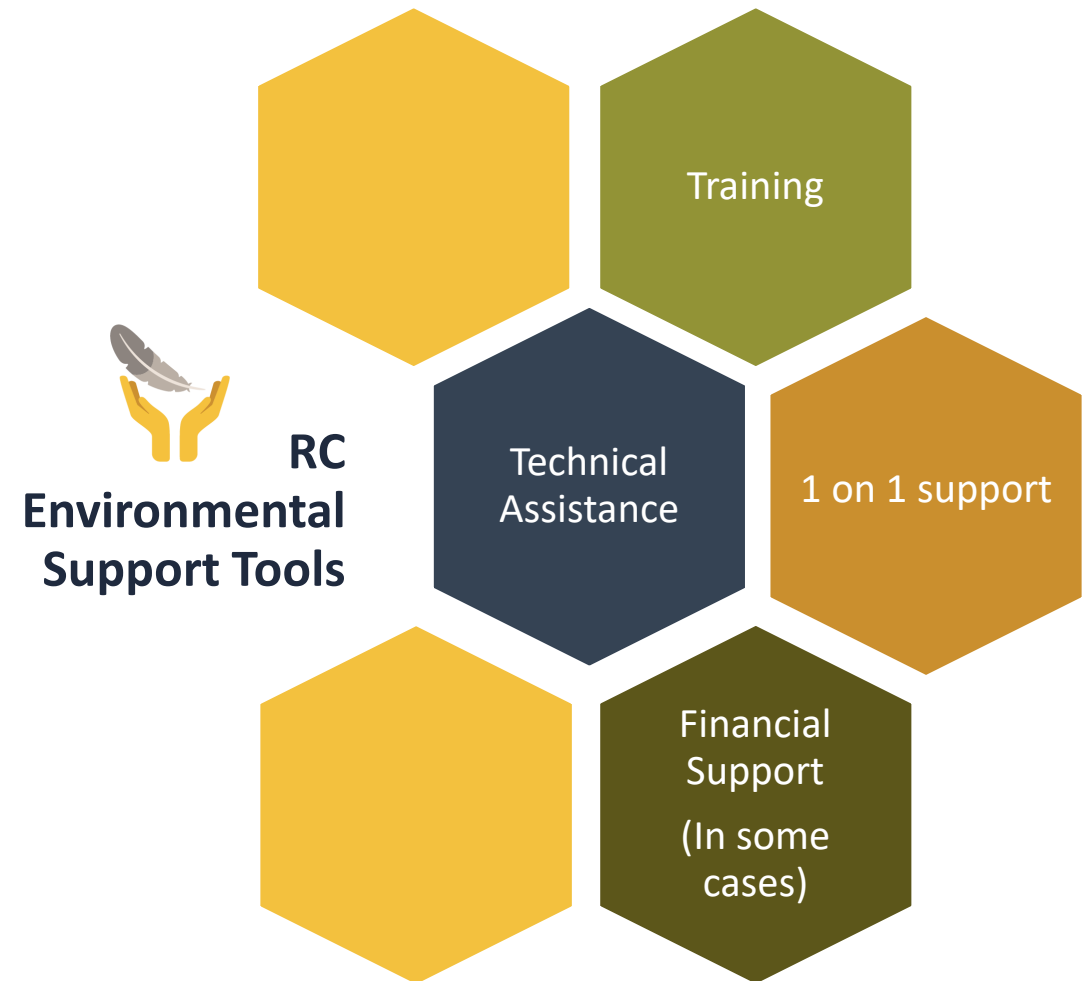 RC
Environmental
Support Tools
Training
Technical
Assistance
1 on 1 support
Financial
Support
(In some
cases)